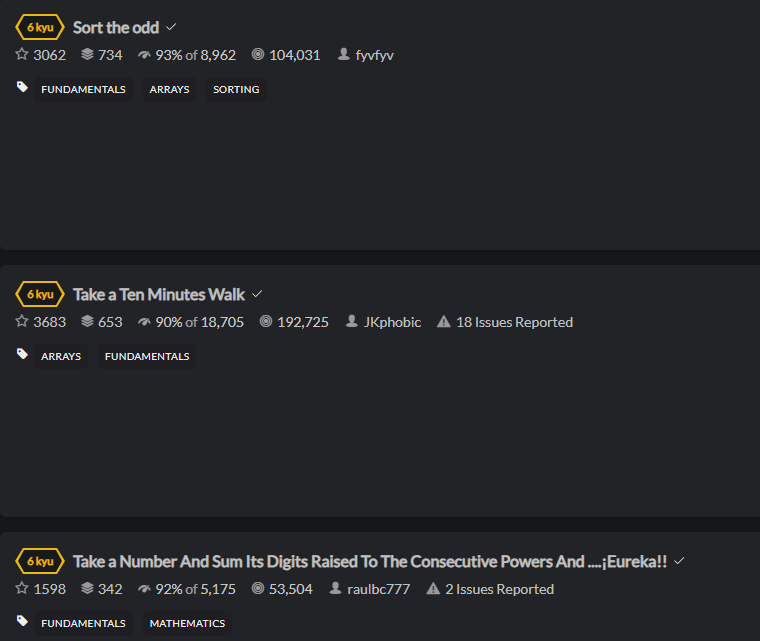 6 kyu Sort the odd
3062 734 93% of 8,962 104,031 fyvfyv
FUNDAMENTALS ARRAYS SORTING
6 kyu Take a Ten Minutes Walk
3683 653 90% of 18,705 192,725 JKphobic 18 Issues Reported
ARRAYS FUNDAMENTALS
6 kyu Take a Number And Sum Its Digits Raised To The Consecutive Powers And ....¡Eureka!!
1598 342 92% of 5,175 53,504 raulbc777 2 Issues Reported
FUNDAMENTALS MATHEMATICS